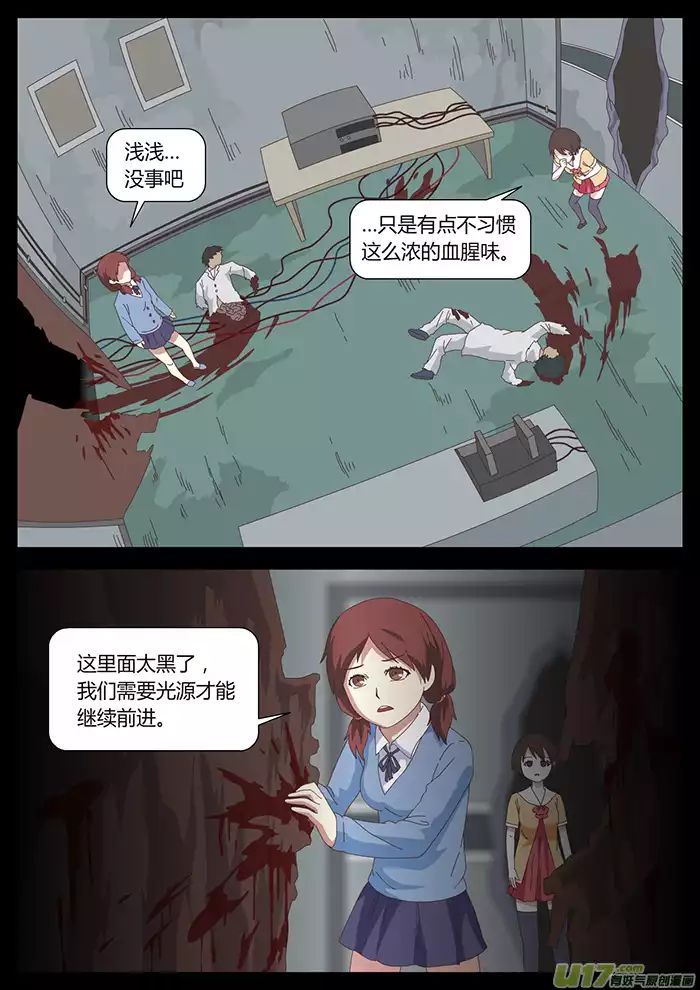 浅浅…
没事吧
…只是有点不习惯
这么浓的血腥味。
这里面太黑了，
我们需要光源才能
继续前进。
U17.com
有妖气原创漫画